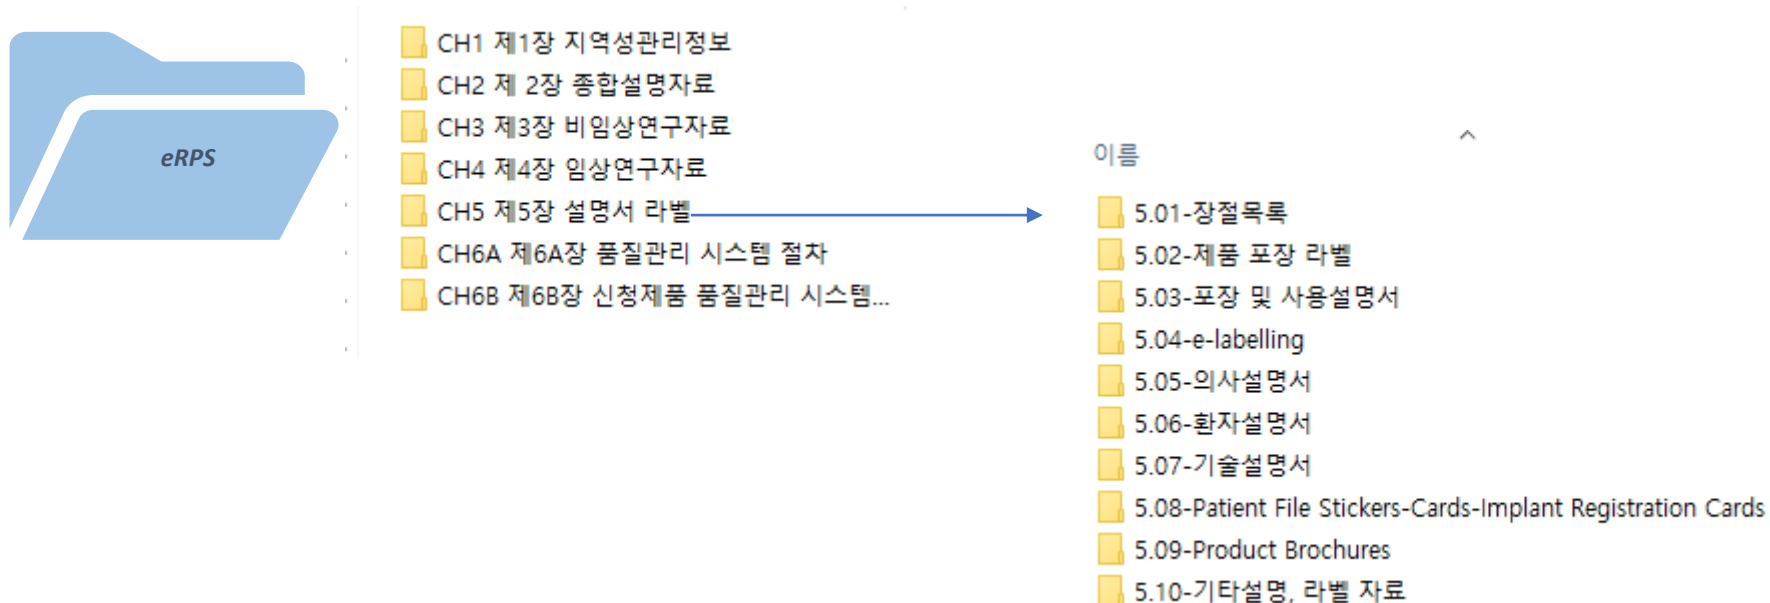 eRPS
CH1 제1장 지역성관리정보
CH2 제 2장 종합설명자료
CH3 제3장 비임상연구자료
CH4 제4장 임상연구자료
CH5 제5장 설명서 라벨
CH6A 제6A장 품질관리 시스템 절차
CH6B 제6B장 신청제품 품질관리 시스템...
이름
5.01-장절목록
5.02-제품 포장 라벨
5.03-포장 및 사용설명서
5.04-e-labelling
5.05-의사설명서
5.06-환자설명서
5.07-기술설명서
5.08-Patient File Stickers-Cards-Implant Registration Cards
5.09-Product Brochures
5.10-기타설명, 라벨 자료